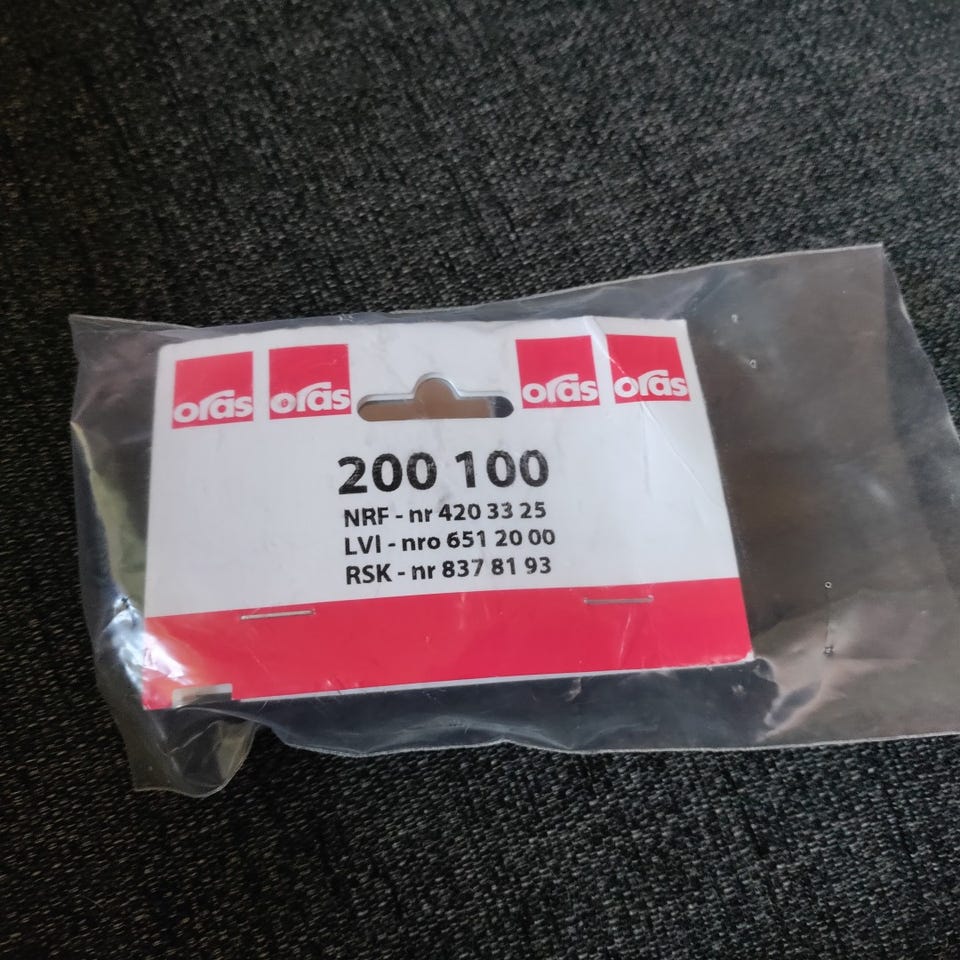 oras oras oras oras
200 100
NRF - nr 420 33 25
LVI - nro 651 20 00
RSK - nr 837 81 93